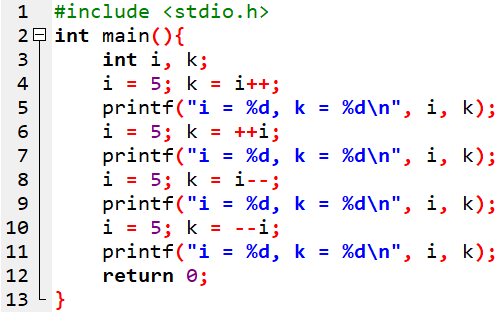 1 #include <stdio.h>
2 int main(){
3 int i, k;
4 i = 5; k = i++;
5 printf("i = %d, k = %d\n", i, k);
6 i = 5; k = ++i;
7 printf("i = %d, k = %d\n", i, k);
8 i = 5; k = i--;
9 printf("i = %d, k = %d\n", i, k);
10 i = 5; k = --i;
11 printf("i = %d, k = %d\n", i, k);
12 return 0;
13 }